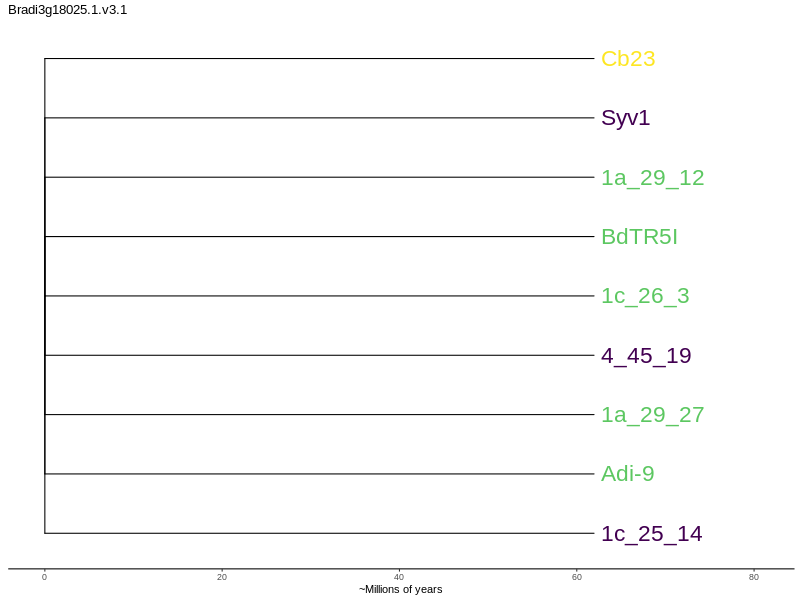 Bradi3g18025.1.v3.1
Cb23
Syv1
1a_29_12
BdTR5I
1c_26_3
4_45_19
1a_29_27
Adi-9
1c_25_14
0 20 40 60 80
~Millions of years